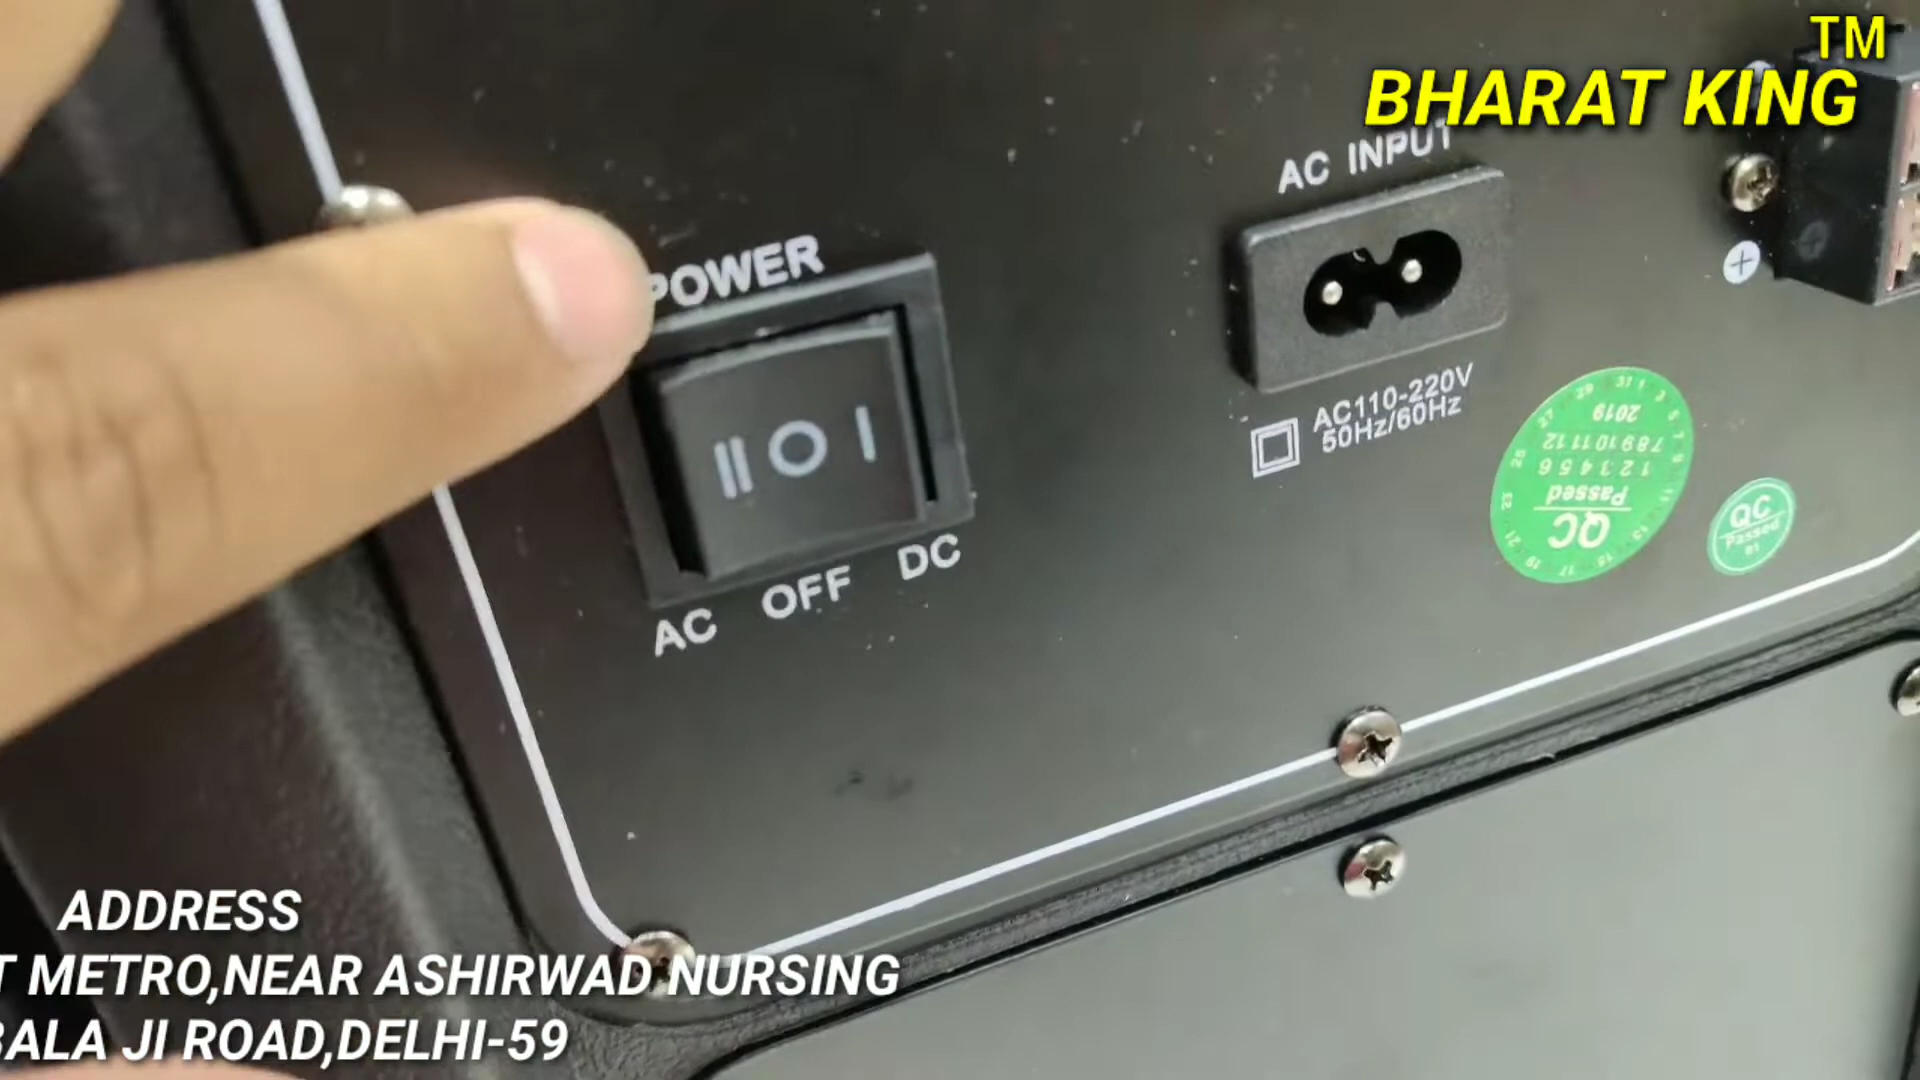 TM
BHARAT KING
AC INPUT
POWER
II O I
AC OFF DC
AC110-220V
50Hz/60Hz
2019
7 8 9 10 11 12
1 2 3 4 5 6
Passed
QC
QC
Passed
ADDRESS
METRO,NEAR ASHIRWAD NURSING
BALA JI ROAD,DELHI-59